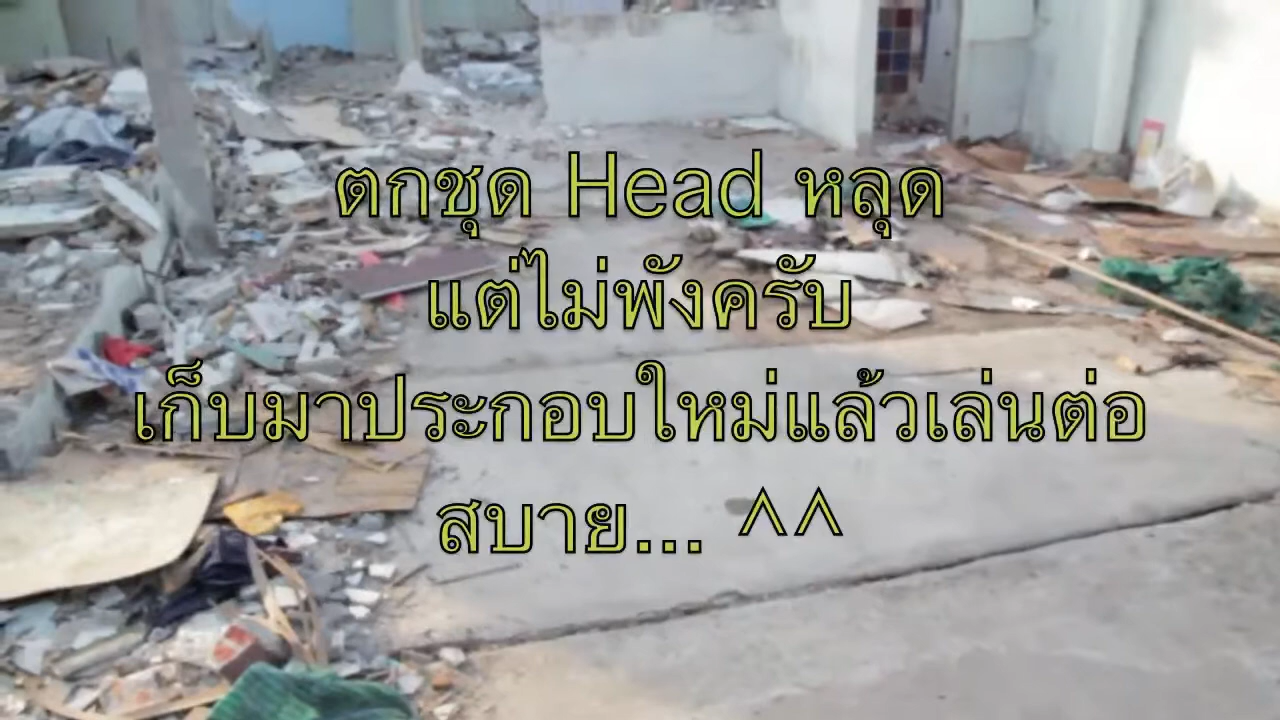 ตกชุด Head หลุด
แต่ไม่พังครับ
เก็บมาประกอบใหม่แล้วเล่นต่อ
สบาย... ^^